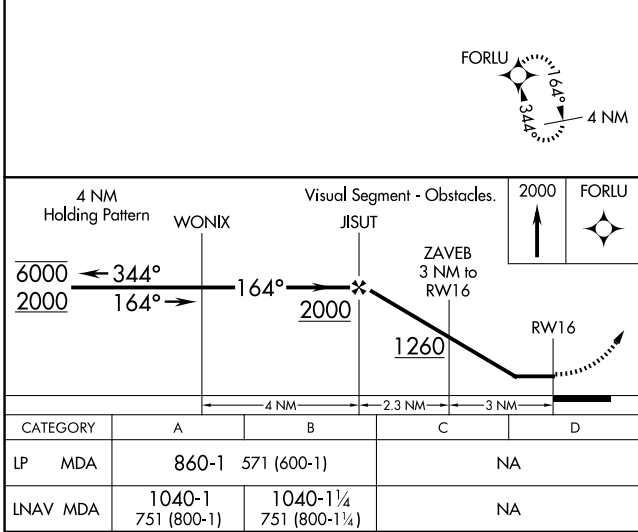 FORLU
164°
344°
4 NM
4 NM
Holding Pattern
WONIX
Visual Segment - Obstacles.
JISUT
2000
FORLU
ZAVEB
3 NM to
RW16
6000
344°
2000
164°
164°
2000
1260
RW16
4 NM
2.3 NM
3 NM
CATEGORY A B C D
LP MDA 860-1 571 (600-1) NA
LNAV MDA 1040-1 1040-1¼ NA
751 (800-1) 751 (800-1¼)